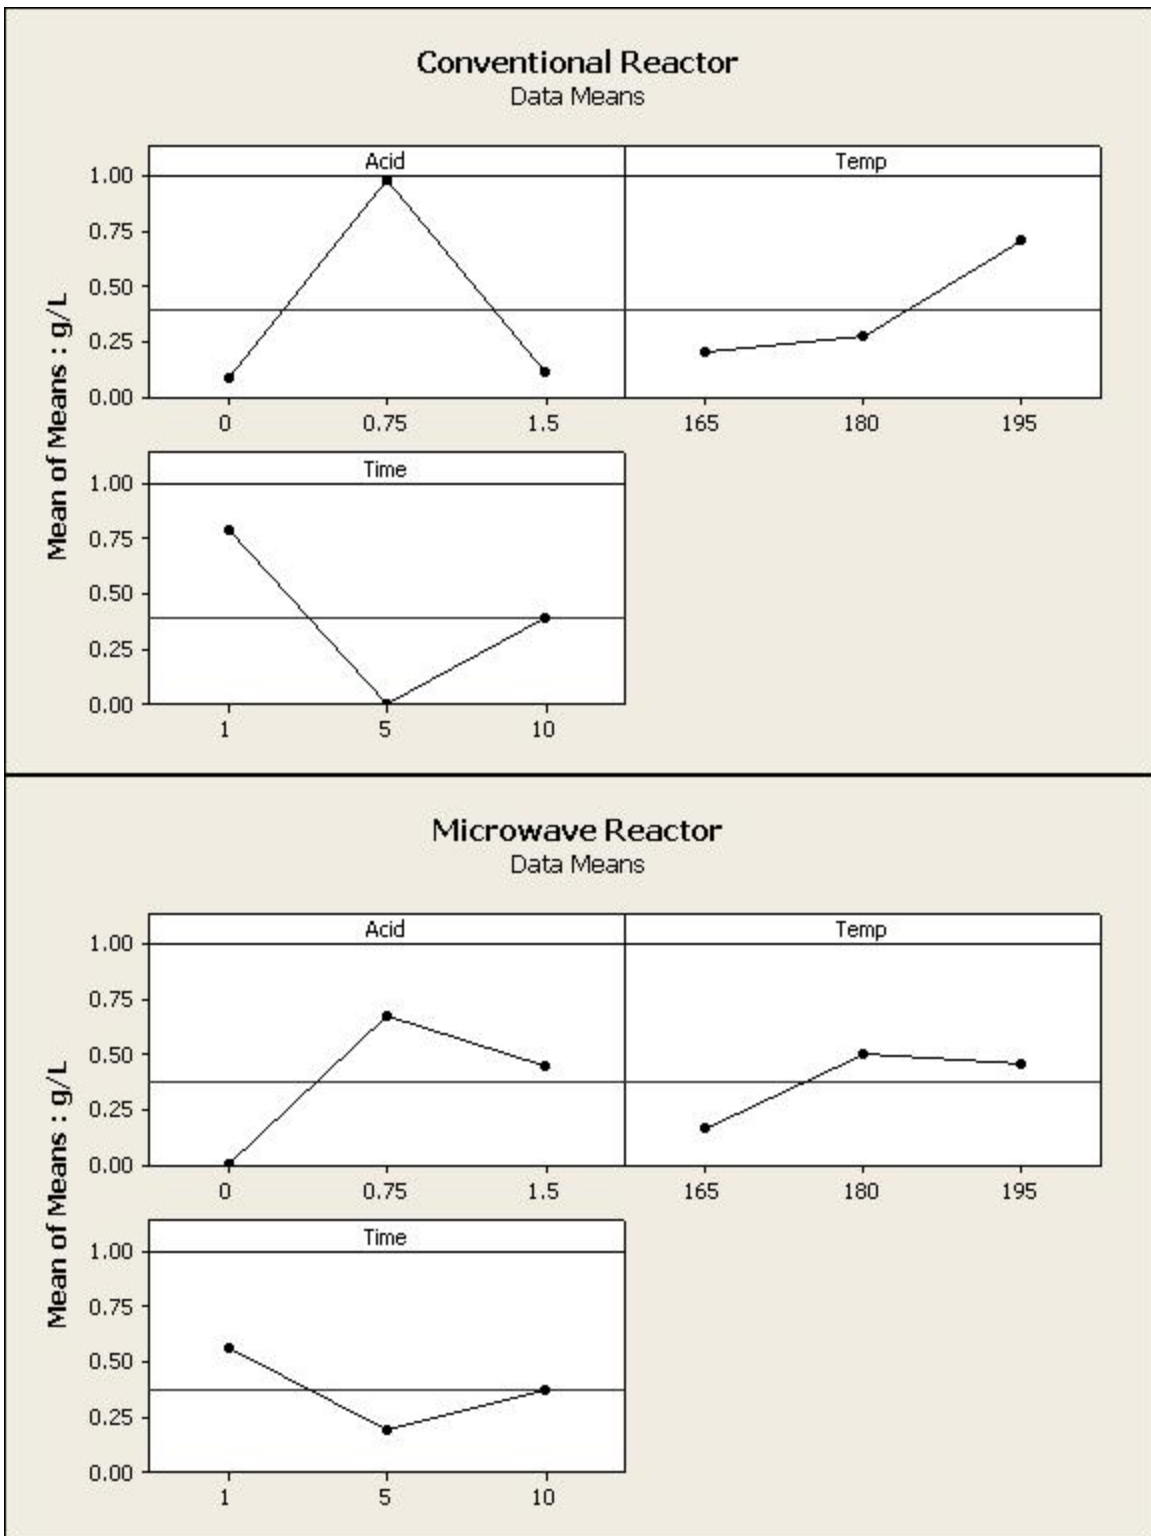 Conventional Reactor
Data Means
Mean of Means : g/L
Acid Temp
1.00
0.75
0.50
0.25
0.00
0 0.75 1.5 165 180 195
Time
1.00
0.75
0.50
0.25
0.00
1 5 10
Microwave Reactor
Data Means
Mean of Means : g/L
Acid Temp
1.00
0.75
0.50
0.25
0.00
0 0.75 1.5 165 180 195
Time
1.00
0.75
0.50
0.25
0.00
1 5 10